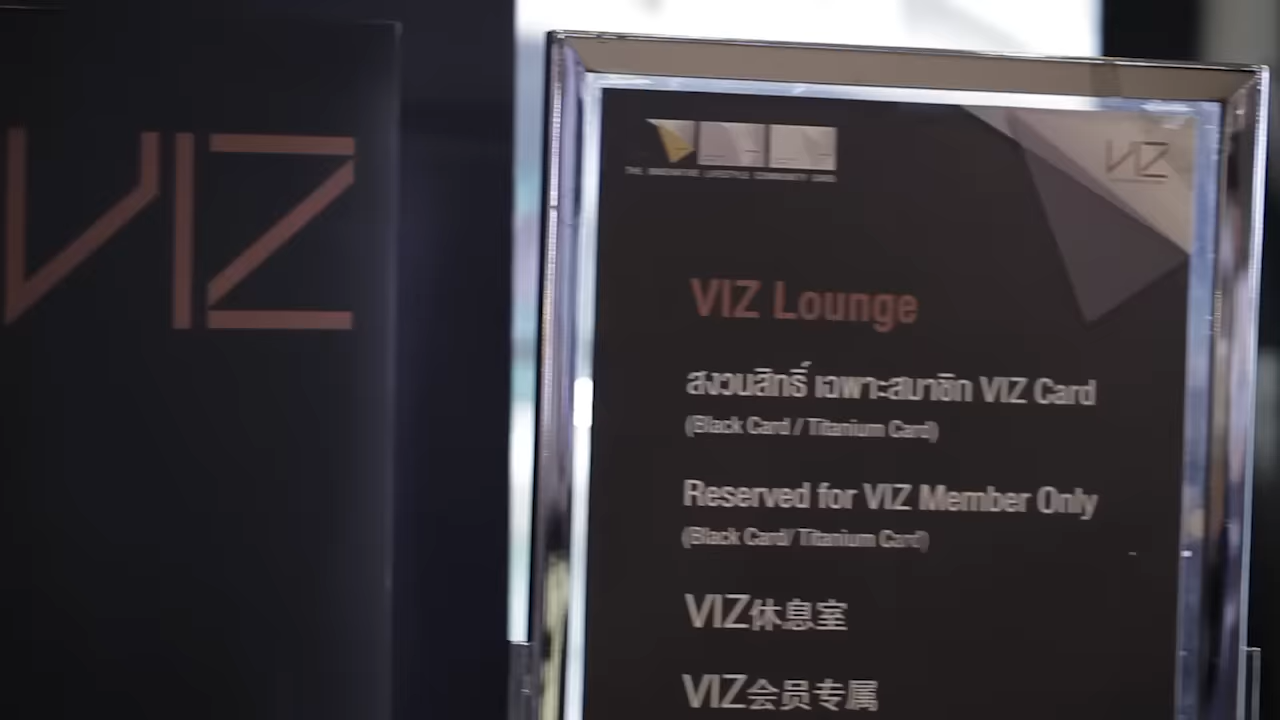 VIZ
VIZ
VIZ Lounge
สงวนสิทธิ์ เฉพาะสมาชิก VIZ Card
(Black Card / Titanium Card)
Reserved for VIZ Member Only
(Black Card/ Titanium Card)
VIZ休息室
VIZ会员专属